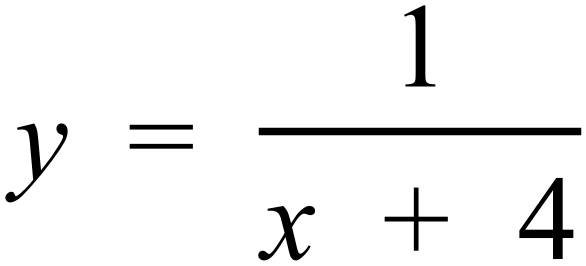 y = 1 / (x + 4)